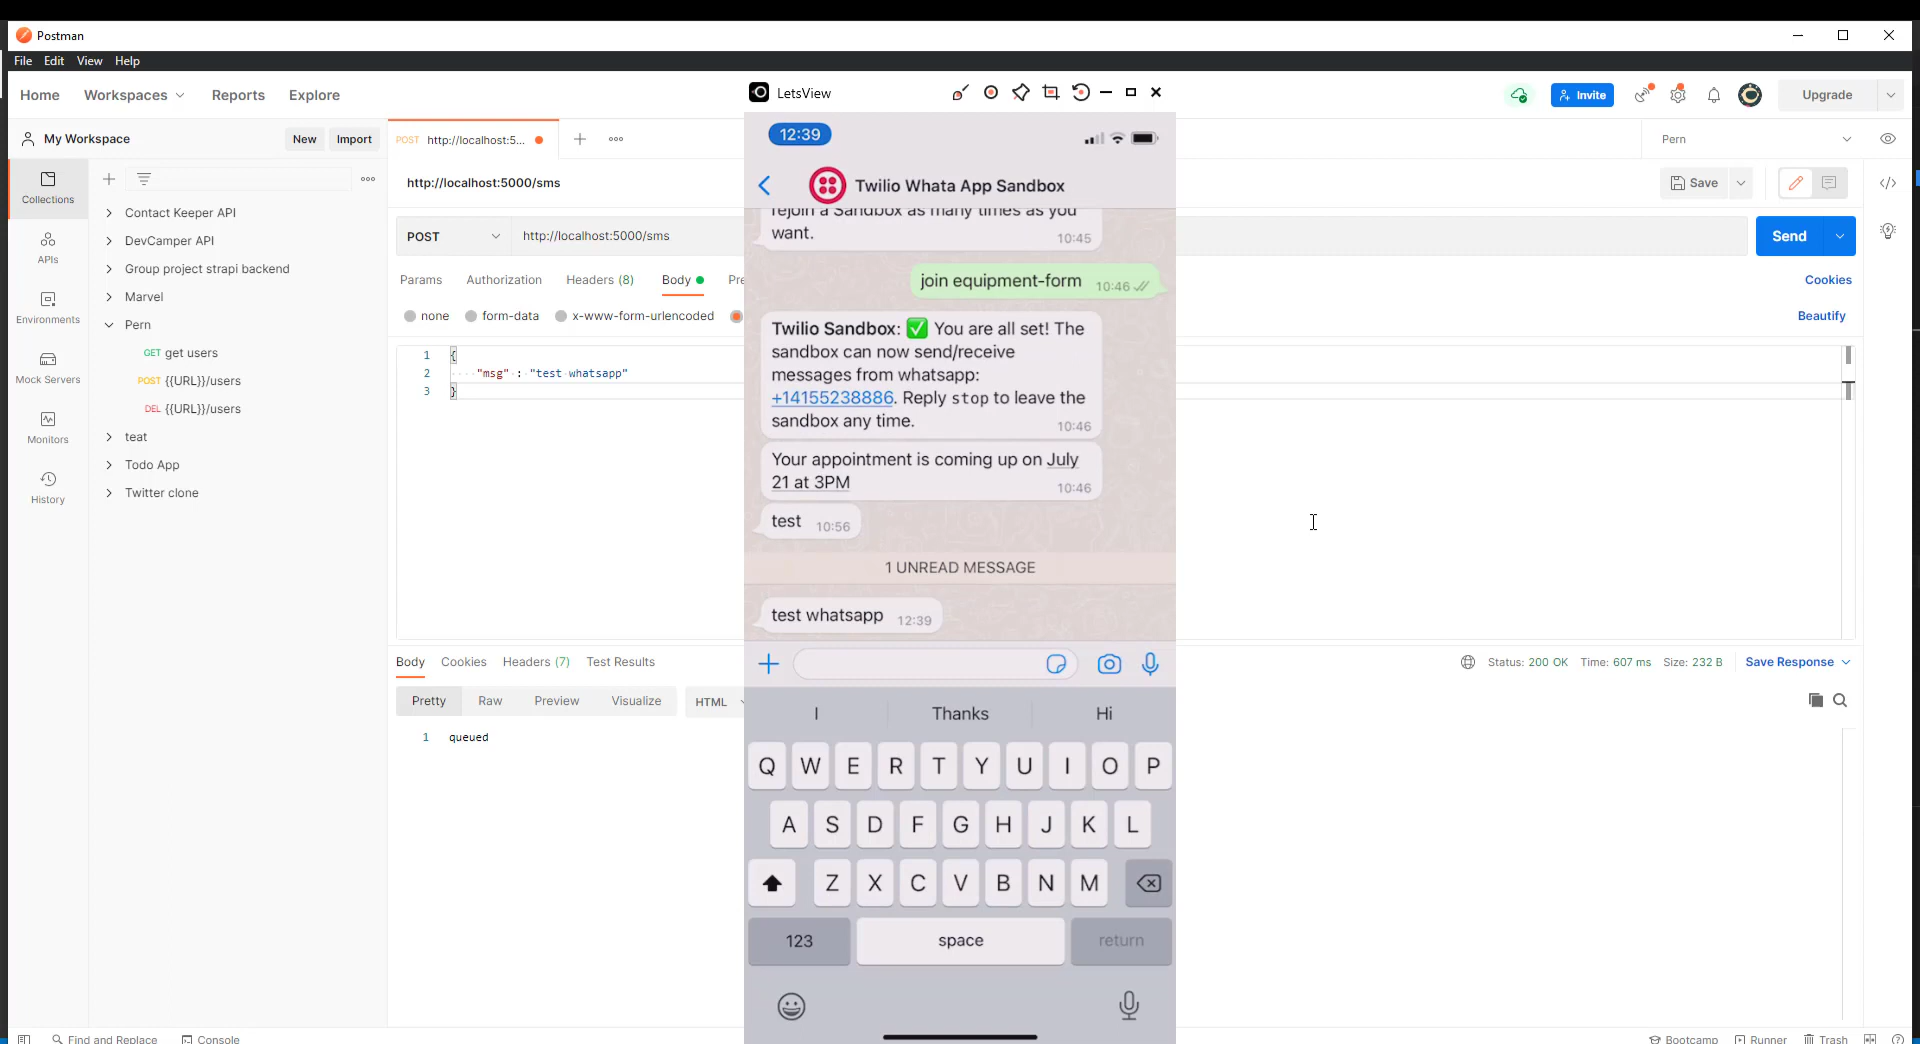 Postman
File Edit View Help
Home Workspaces Reports Explore
Invite
Upgrade
My Workspace
New
Import
POST http://localhost:5...
Pern
http://localhost:5000/sms
Save
Collections
APIs
Environments
Mock Servers
Monitors
History
Contact Keeper API
DevCamper API
Group project strapi backend
Marvel
Pern
GET get users
POST {{URL}}/users
DEL {{URL}}/users
teat
Todo App
Twitter clone
POST
http://localhost:5000/sms
Send
Params Authorization Headers (8) Body Pre
Cookies
none form-data x-www-form-urlencoded
Beautify
1 {
2 "msg" : "test whatsapp"
3 }
Body Cookies Headers (7) Test Results
Status: 200 OK Time: 607 ms Size: 232 B Save Response
Pretty Raw Preview Visualize HTML
1 queued
Find and Replace Console
Bootcamp Runner Trash
LetsView
12:39
Twilio Whata App Sandbox
rejoin a Sandbox as many times as you
want.
10:45
join equipment-form 10:46
Twilio Sandbox: ✅ You are all set! The
sandbox can now send/receive
messages from whatsapp:
+14155238886. Reply stop to leave the
sandbox any time.
10:46
Your appointment is coming up on July
21 at 3PM
10:46
test 10:56
1 UNREAD MESSAGE
test whatsapp 12:39
I Thanks Hi
Q W E R T Y U I O P
A S D F G H J K L
Z X C V B N M
123 space return